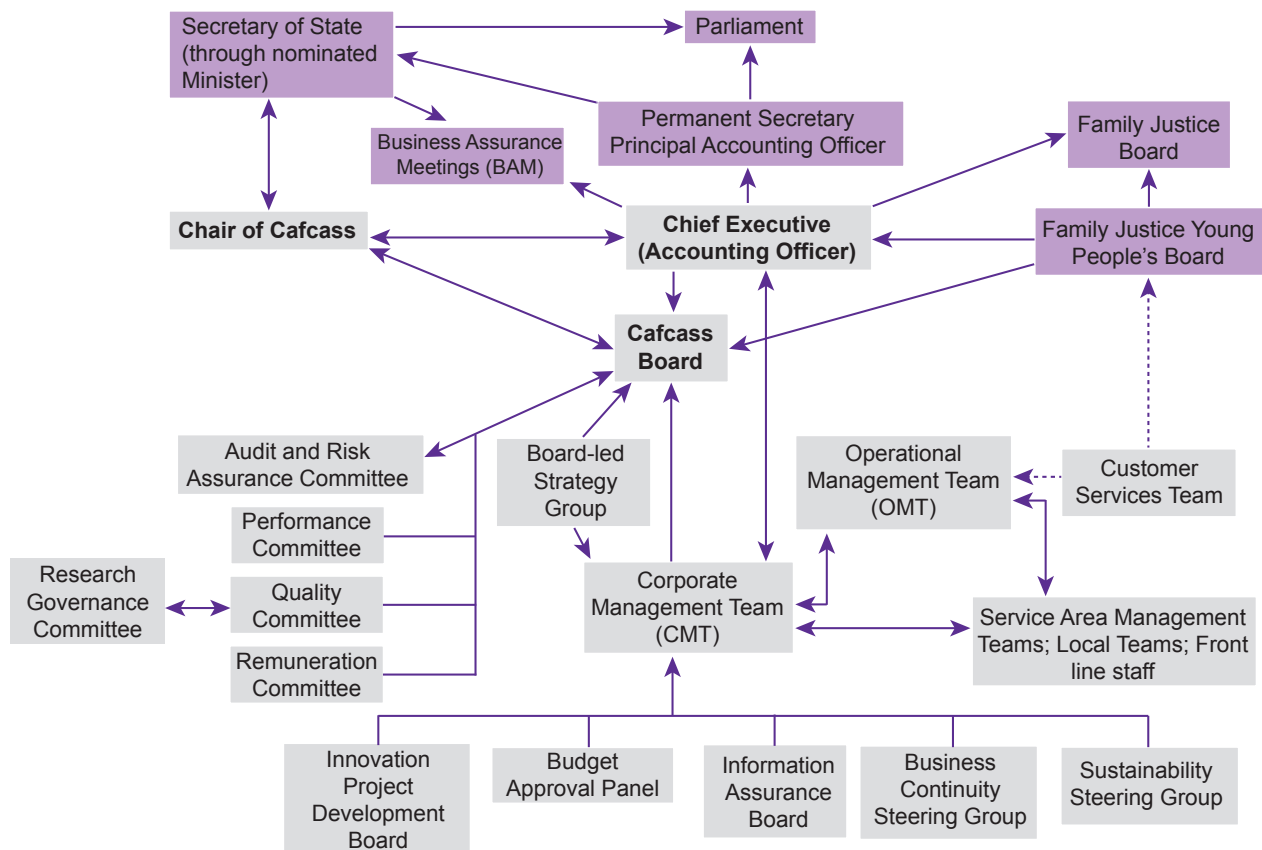 Secretary of State
(through nominated
Minister)
Parliament
Permanent Secretary
Principal Accounting Officer
Family Justice
Board
Business Assurance
Meetings (BAM)
Chair of Cafcass
Chief Executive
(Accounting Officer)
Family Justice Young
People’s Board
Cafcass
Board
Audit and Risk
Assurance Committee
Board-led
Strategy
Group
Operational
Management Team
(OMT)
Customer
Services Team
Performance
Committee
Research
Governance
Committee
Quality
Committee
Corporate
Management Team
(CMT)
Service Area Management
Teams; Local Teams; Front
line staff
Remuneration
Committee
Innovation
Project
Development
Board
Budget
Approval Panel
Information
Assurance
Board
Business
Continuity
Steering Group
Sustainability
Steering Group